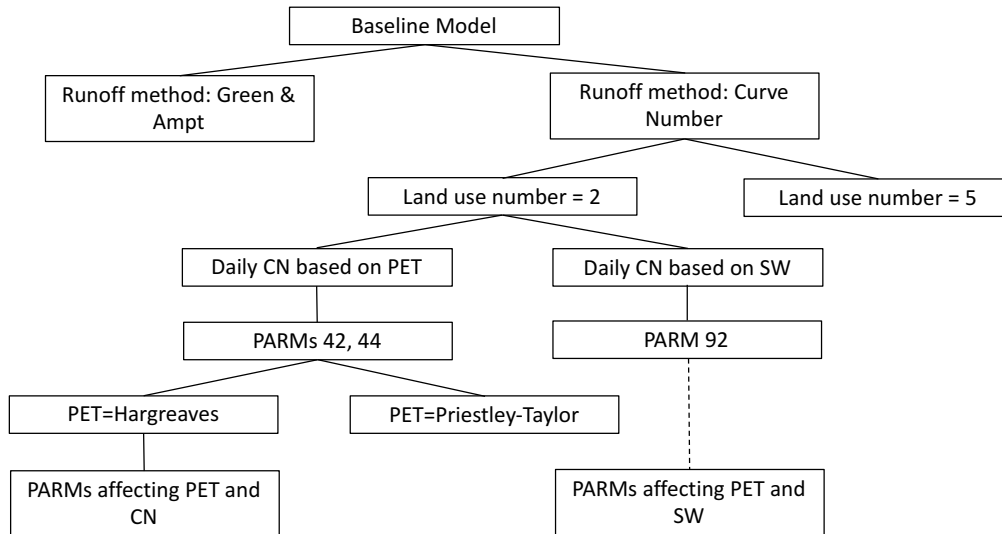 Baseline Model
Runoff method: Green &
Ampt
Runoff method: Curve
Number
Land use number = 2
Land use number = 5
Daily CN based on PET
Daily CN based on SW
PARMs 42, 44
PARM 92
PET=Hargreaves
PET=Priestley-Taylor
PARMs affecting PET and
CN
PARMs affecting PET and
SW